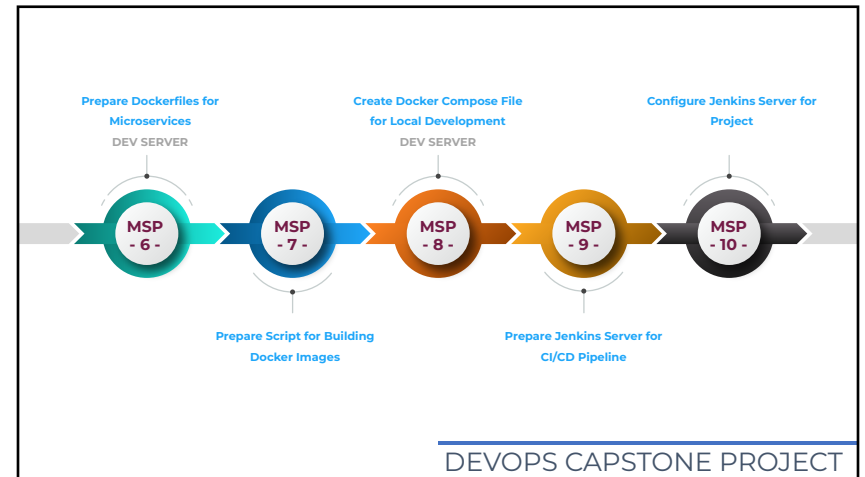 Prepare Dockerfiles for
Microservices
DEV SERVER
Create Docker Compose File
for Local Development
DEV SERVER
Configure Jenkins Server for
Project
MSP
- 6 -
MSP
- 7 -
MSP
- 8 -
MSP
- 9 -
MSP
- 10 -
Prepare Script for Building
Docker Images
Prepare Jenkins Server for
CI/CD Pipeline
DEVOPS CAPSTONE PROJECT